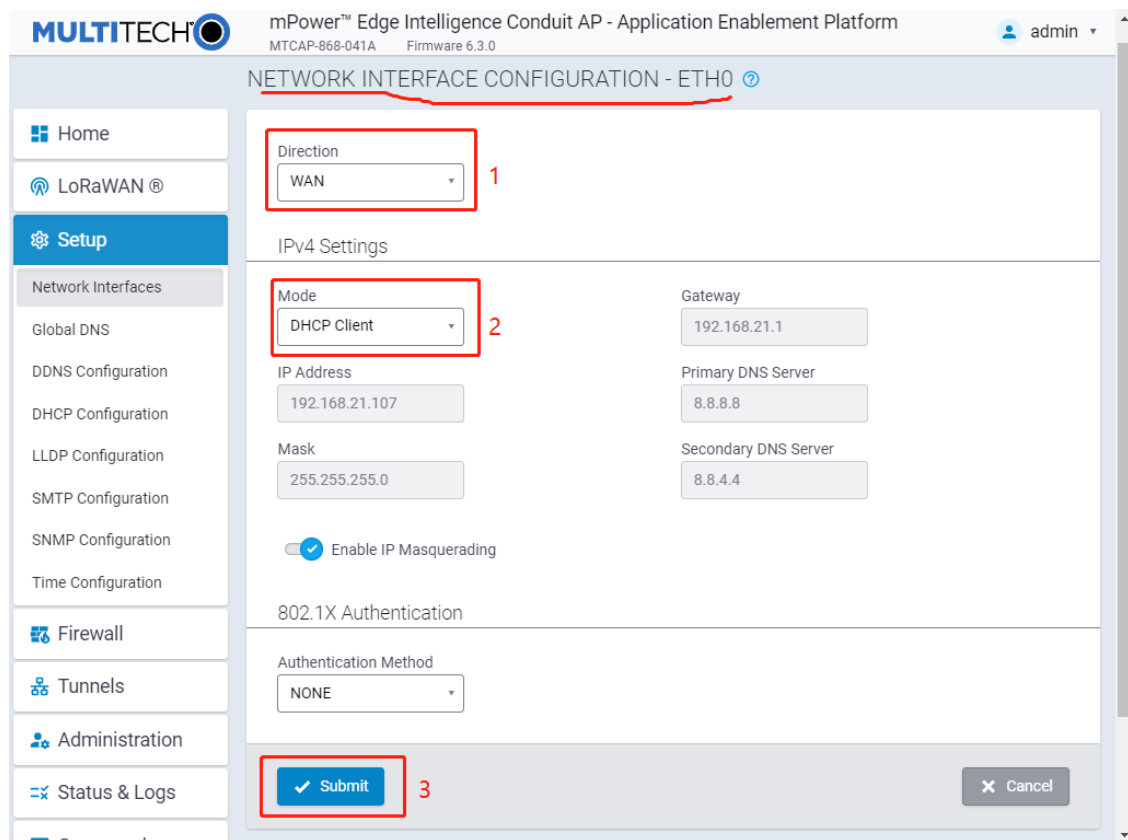 MULTITECH
mPower™ Edge Intelligence Conduit AP - Application Enablement Platform
MTCAP-868-041A Firmware 6.3.0
admin
NETWORK INTERFACE CONFIGURATION - ETH0
Home
LoRaWAN ®
Setup
Network Interfaces
Global DNS
DDNS Configuration
DHCP Configuration
LLDP Configuration
SMTP Configuration
SNMP Configuration
Time Configuration
Firewall
Tunnels
Administration
Status & Logs
Direction
WAN
1
IPv4 Settings
Mode
DHCP Client
2
Gateway
192.168.21.1
IP Address
192.168.21.107
Primary DNS Server
8.8.8.8
Mask
255.255.255.0
Secondary DNS Server
8.8.4.4
Enable IP Masquerading
802.1X Authentication
Authentication Method
NONE
Submit
3
Cancel